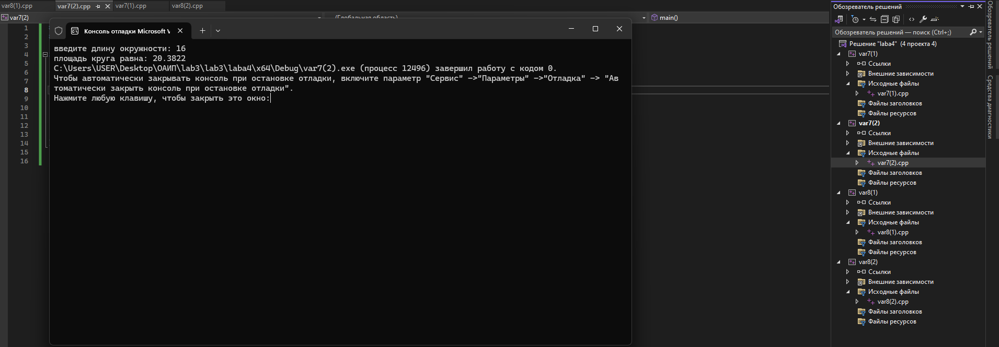 var8(1).cpp
var7(2).cpp
var7(1).cpp
var8(2).cpp
var7(2)
(Глобальная область)
main()
1
2
3
4
5
6
7
8
9
10
11
12
13
14
15
16
Консоль отладки Microsoft V
введите длину окружности: 16
площадь круга равна: 20.3822
C:\Users\USER\Desktop\ОАИП\lab3\lab3\laba4\x64\Debug\var7(2).exe (процесс 12496) завершил работу с кодом 0.
Чтобы автоматически закрывать консоль при остановке отладки, включите параметр "Сервис" ->"Параметры" ->"Отладка" -> "Ав
томатически закрыть консоль при остановке отладки".
Нажмите любую клавишу, чтобы закрыть это окно:
Обозреватель решений
Обозреватель решений — поиск (Ctrl+;)
Решение "laba4" (4 проекта 4)
var7(1)
Ссылки
Внешние зависимости
Исходные файлы
var7(1).cpp
Файлы заголовков
Файлы ресурсов
var7(2)
Ссылки
Внешние зависимости
Исходные файлы
var7(2).cpp
Файлы заголовков
Файлы ресурсов
var8(1)
Ссылки
Внешние зависимости
Исходные файлы
var8(1).cpp
Файлы заголовков
Файлы ресурсов
var8(2)
Ссылки
Внешние зависимости
Исходные файлы
var8(2).cpp
Файлы заголовков
Файлы ресурсов
Обозреватель решений
Средства диагностики